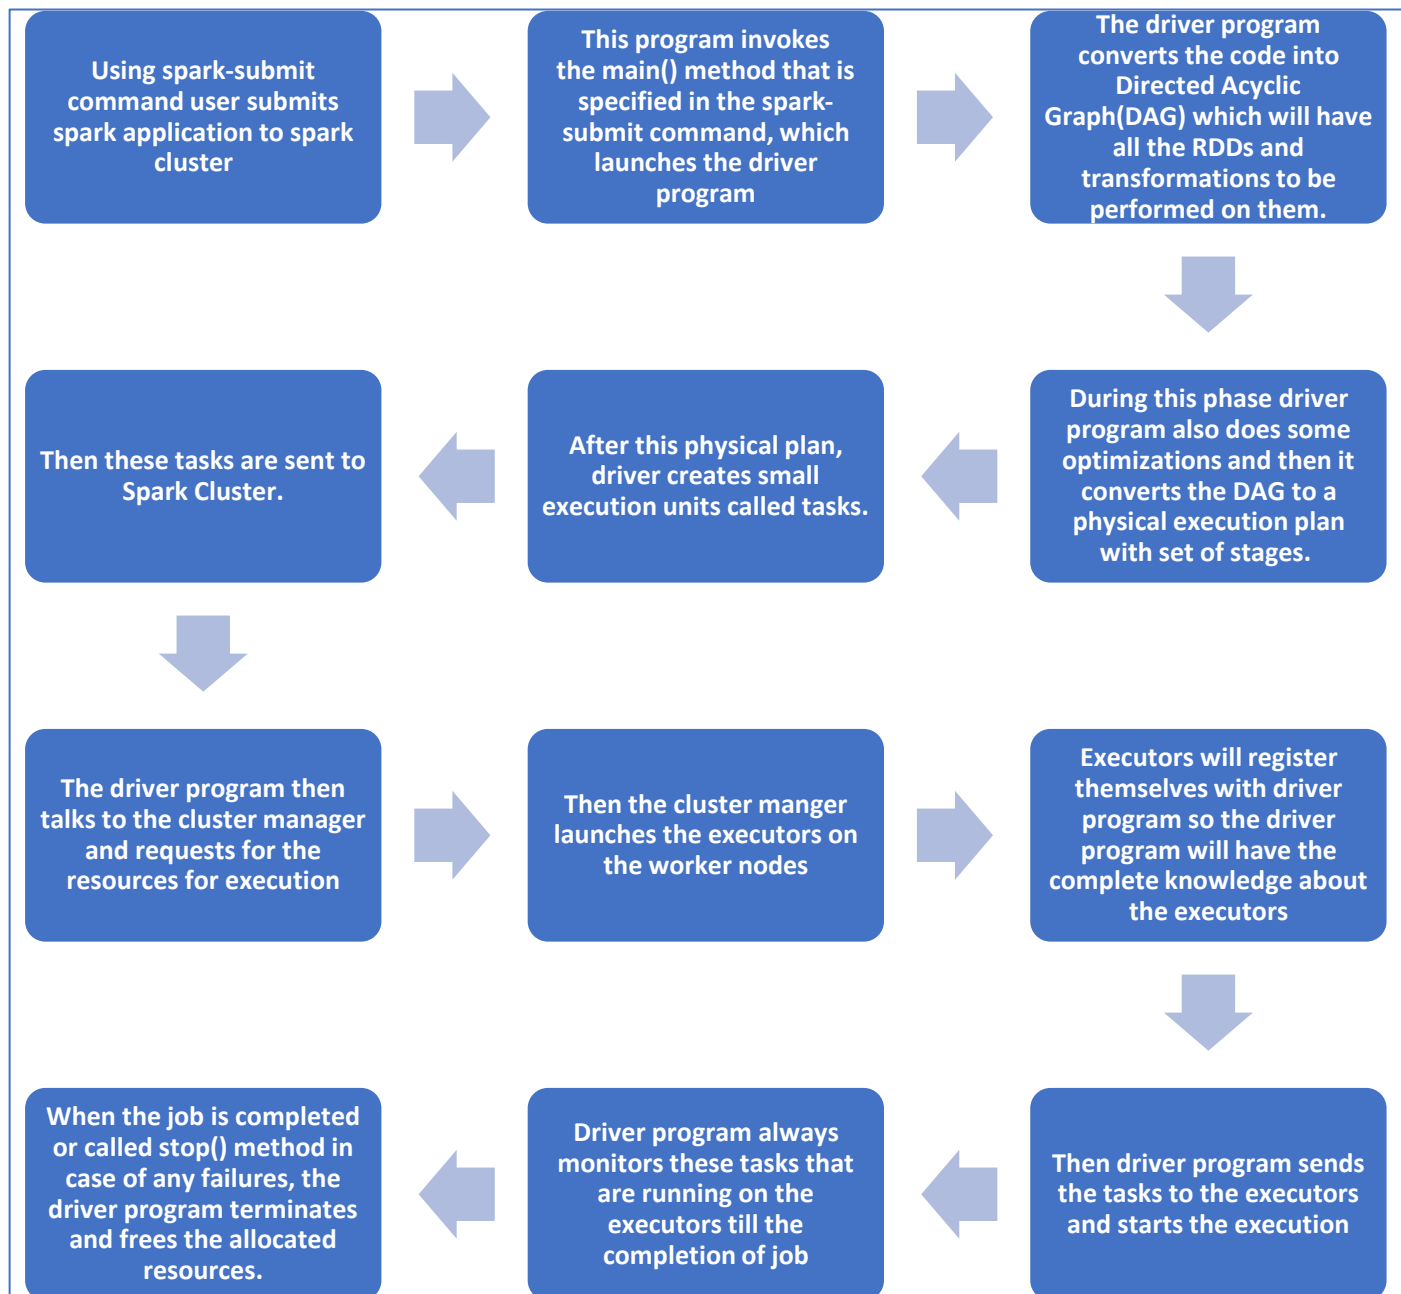 Using spark-submit
command user submits
spark application to spark
cluster
This program invokes
the main() method that is
specified in the spark-
submit command, which
launches the driver
program
The driver program
converts the code into
Directed Acyclic
Graph(DAG) which will have
all the RDDs and
transformations to be
performed on them.
During this phase driver
program also does some
optimizations and then it
converts the DAG to a
physical execution plan
with set of stages.
After this physical plan,
driver creates small
execution units called tasks.
Then these tasks are sent to
Spark Cluster.
The driver program then
talks to the cluster manager
and requests for the
resources for execution
Then the cluster manger
launches the executors on
the worker nodes
Executors will register
themselves with driver
program so the driver
program will have the
complete knowledge about
the executors
Then driver program sends
the tasks to the executors
and starts the execution
Driver program always
monitors these tasks that
are running on the
executors till the
completion of job
When the job is completed
or called stop() method in
case of any failures, the
driver program terminates
and frees the allocated
resources.